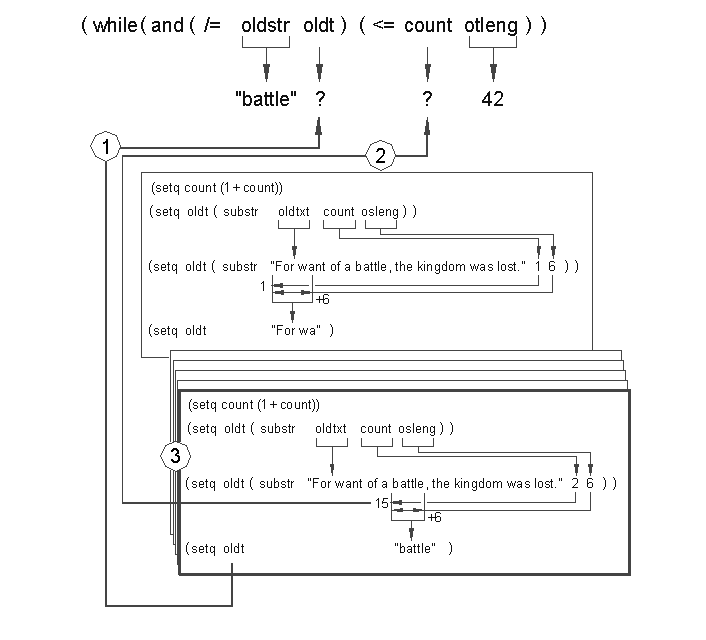 ( while ( and ( /= oldstr oldt ) ( <= count otleng ) )
"battle" ? ? 42
1
2
(setq count (1 + count))
(setq oldt ( substr oldtxt count osleng ) )
(setq oldt ( substr "For want of a battle, the kingdom was lost." 1 6 ) )
1
+6
(setq oldt "For wa" )
(setq count (1 + count))
(setq oldt ( substr oldtxt count osleng ) )
3
(setq oldt ( substr "For want of a battle, the kingdom was lost." 2 6 ) )
15
+6
(setq oldt "battle" )